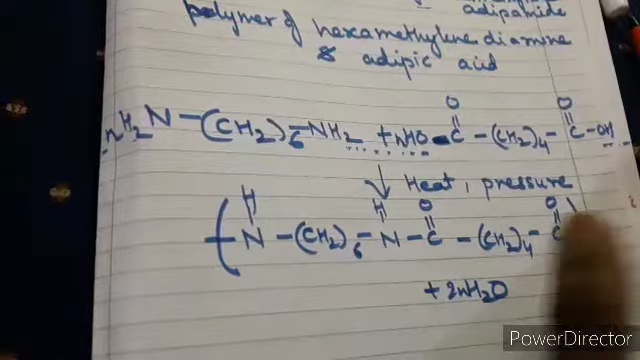 adipamide
polymer of hexamethylene diamine
& adipic acid
nH2N-(CH2)6-NH2 + nHO-C-(CH2)4-C-OH
O O
Heat, pressure
H H O O
(N-(CH2)6-N-C-(CH2)4-C
+ 2nH2O
PowerDirector